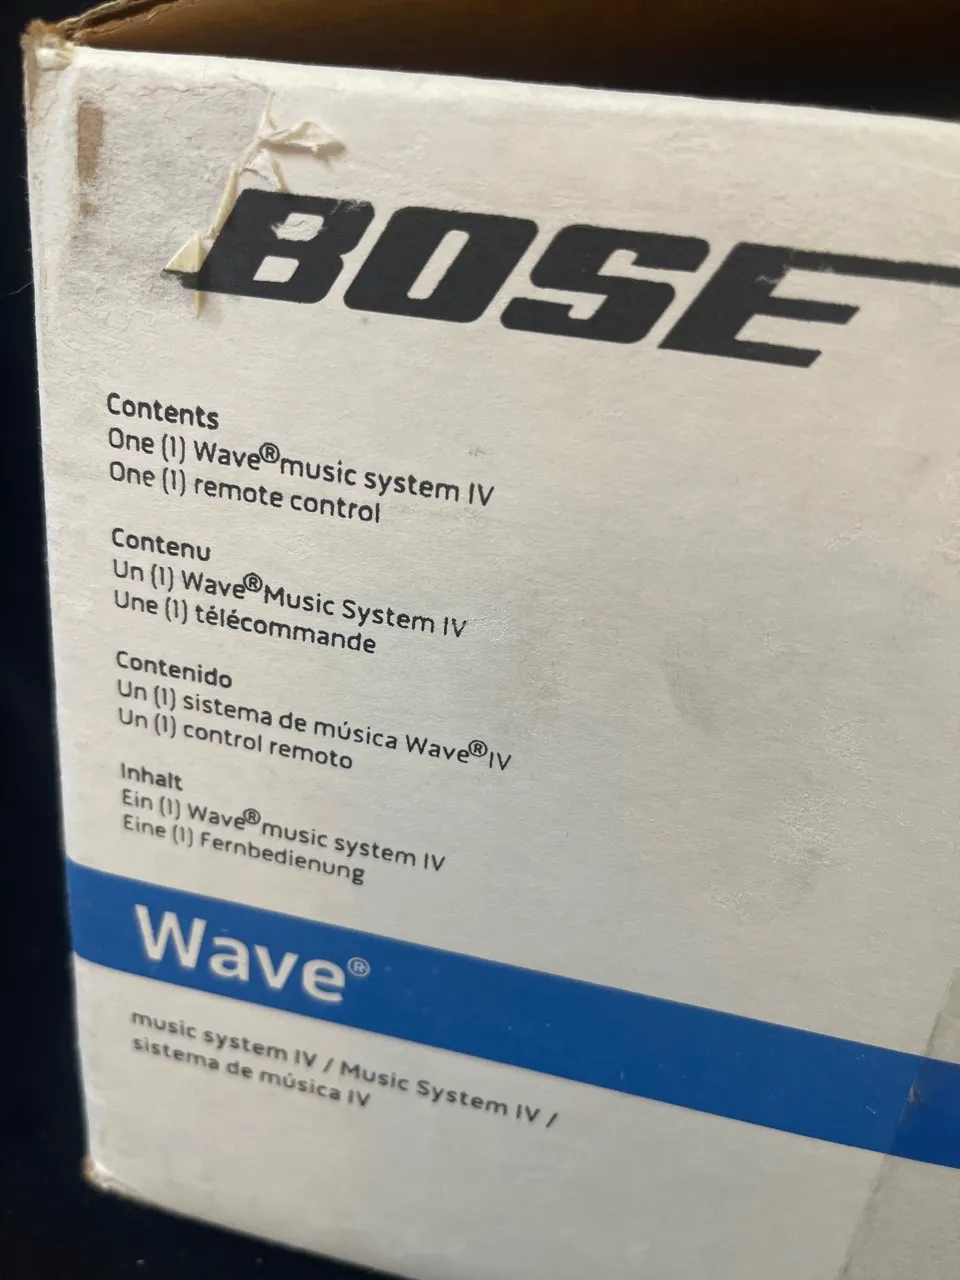 BOSE
Contents
One (1) Wave® music system IV
One (1) remote control
Contenu
Un (1) Wave® Music System IV
Une (1) télécommande
Contenido
Un (1) sistema de música Wave® IV
Un (1) control remoto
Inhalt
Ein (1) Wave® music system IV
Eine (1) Fernbedienung
Wave®
music system IV / Music System IV /
sistema de música IV